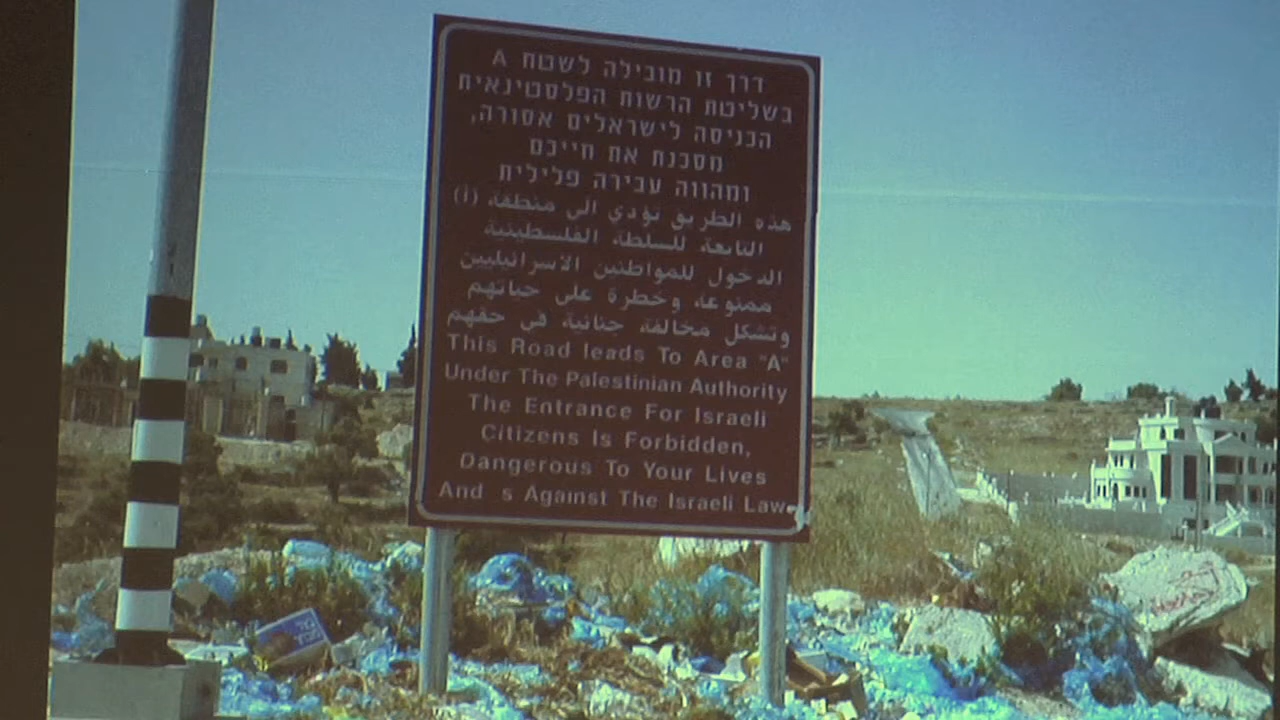 דרך זו מובילה לשטח A
בשליטת הרשות הפלסטינאית
הכניסה לישראלים אסורה,
מסכנת את חייכם
ומהווה עבירה פלילית
هذه الطريق تؤدي الى منطقة (أ)
التابعة للسلطة الفلسطينية
الدخول للمواطنين الاسرائيليين
ممنوعة، وخطرة على حياتهم
وتشكل مخالفة جنائية في حقهم
This Road leads To Area "A"
Under The Palestinian Authority
The Entrance For Israeli
Citizens Is Forbidden,
Dangerous To Your Lives
And s Against The Israeli Law